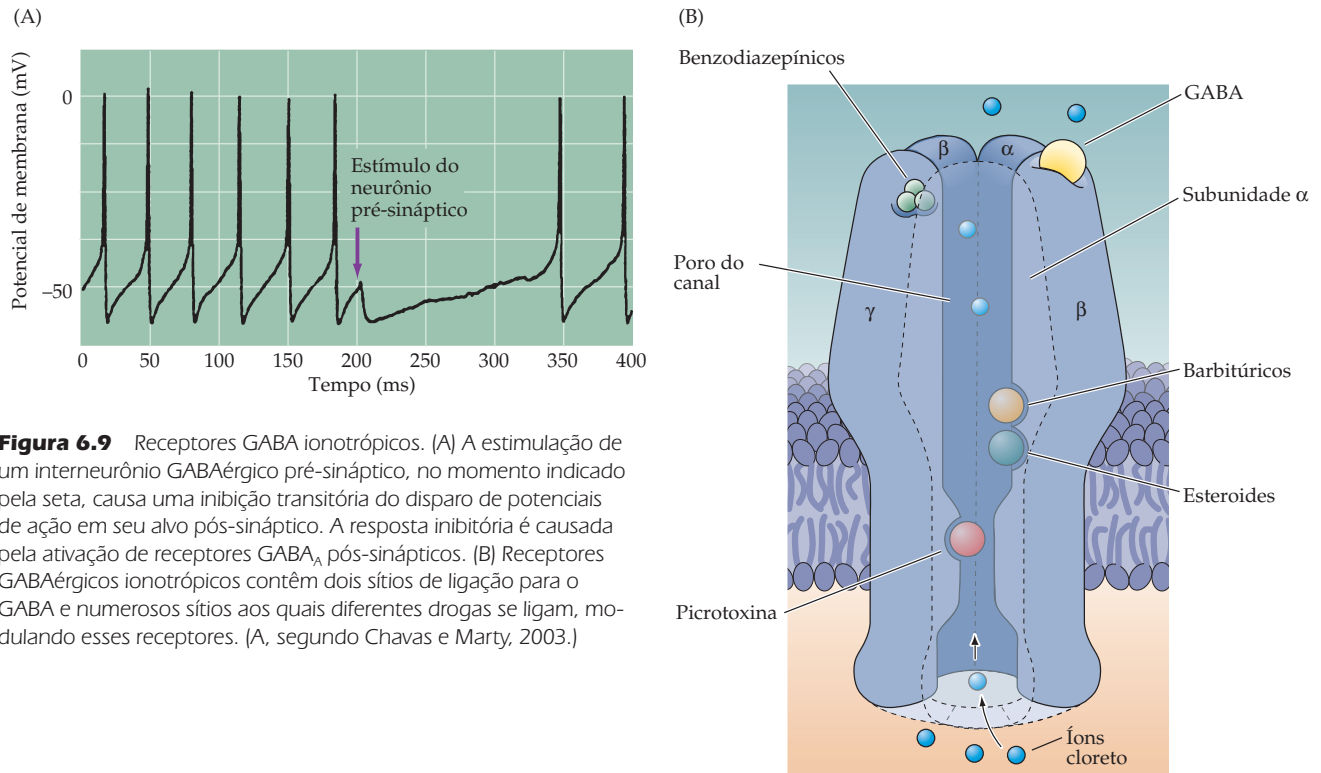 (A)
Potencial de membrana (mV)
0
–50
Estímulo do
neurônio
pré-sináptico
0 50 100 150 200 250 300 350 400
Tempo (ms)
Figura 6.9 Receptores GABA ionotrópicos. (A) A estimulação de
um interneurônio GABAérgico pré-sináptico, no momento indicado
pela seta, causa uma inibição transitória do disparo de potenciais
de ação em seu alvo pós-sináptico. A resposta inibitória é causada
pela ativação de receptores GABA_A pós-sinápticos. (B) Receptores
GABAérgicos ionotrópicos contêm dois sítios de ligação para o
GABA e numerosos sítios aos quais diferentes drogas se ligam, mo-
dulando esses receptores. (A, segundo Chavas e Marty, 2003.)
(B)
Benzodiazepínicos
GABA
β
α
Subunidade α
Poro do
canal
γ
β
Barbitúricos
Esteroides
Picrotoxina
Íons
cloreto